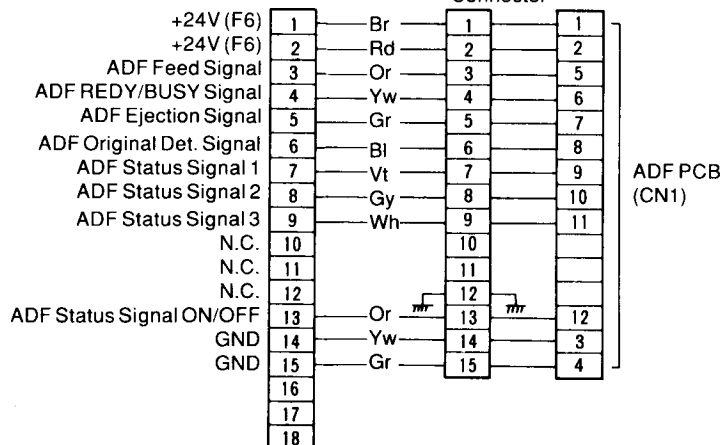 Connector
+24V (F6) 1 Br 1 1
+24V (F6) 2 Rd 2 2
ADF Feed Signal 3 Or 3 5
ADF REDY/BUSY Signal 4 Yw 4 6
ADF Ejection Signal 5 Gr 5 7
ADF Original Det. Signal 6 Bl 6 8
ADF Status Signal 1 7 Vt 7 9 ADF PCB
ADF Status Signal 2 8 Gy 8 10 (CN1)
ADF Status Signal 3 9 Wh 9 11
N.C. 10 10
N.C. 11 11
N.C. 12 12
ADF Status Signal ON/OFF 13 Or 13 12
GND 14 Yw 14 3
GND 15 Gr 15 4
16
17
18